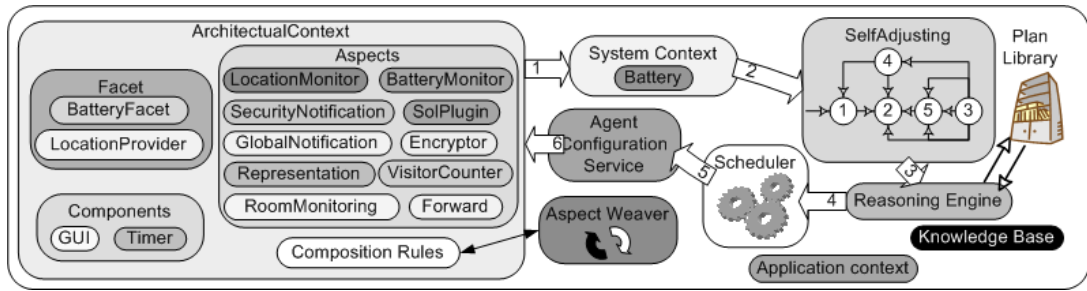 ArchitectualContext
Aspects
LocationMonitor
BatteryMonitor
SecurityNotification
SolPlugin
GlobalNotification
Encryptor
Representation
VisitorCounter
RoomMonitoring
Forward
Facet
BatteryFacet
LocationProvider
Components
GUI
Timer
Composition Rules
1
System Context
Battery
2
SelfAdjusting
4
1
2
5
3
Plan
Library
6
Agent
Configuration
Service
5
Scheduler
4
3
Reasoning Engine
Aspect Weaver
Knowledge Base
Application context